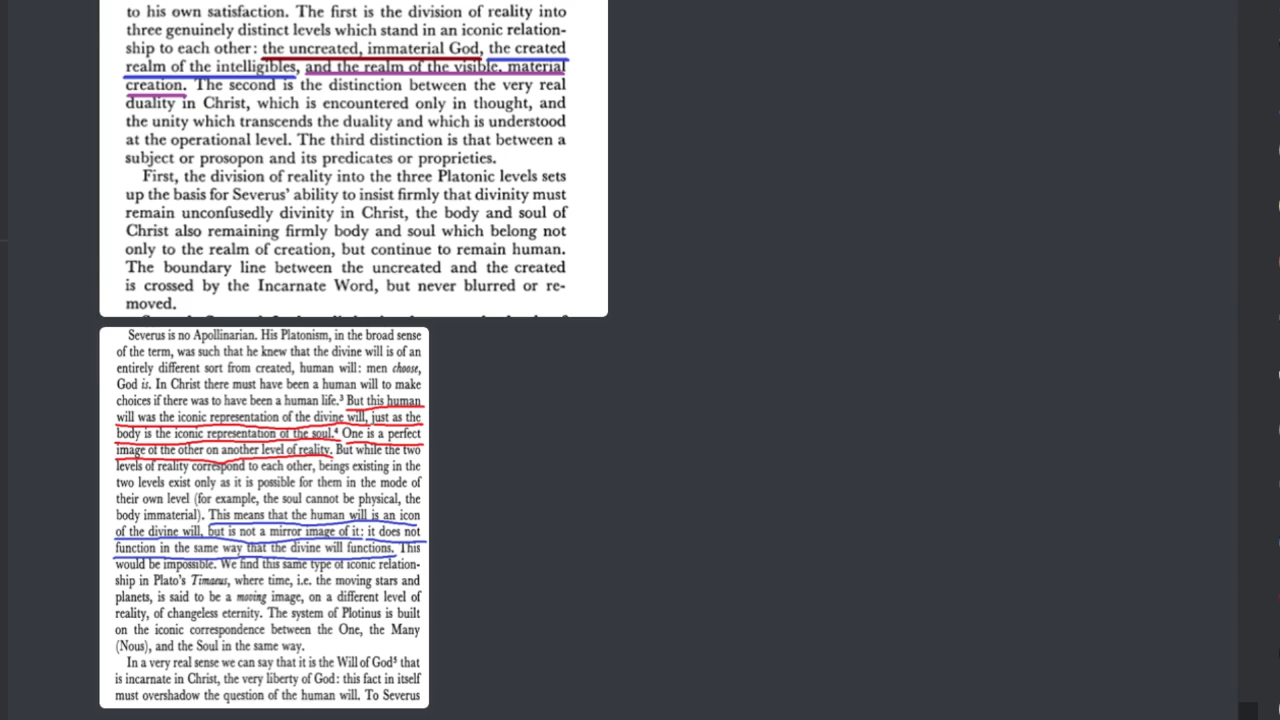 to his own satisfaction. The first is the division of reality into
three genuinely distinct levels which stand in an iconic relation-
ship to each other: the uncreated, immaterial God, the created
realm of the intelligibles, and the realm of the visible, material
creation. The second is the distinction between the very real
duality in Christ, which is encountered only in thought, and
the unity which transcends the duality and which is understood
at the operational level. The third distinction is that between a
subject or prosopon and its predicates or proprieties.
First, the division of reality into the three Platonic levels sets
up the basis for Severus' ability to insist firmly that divinity must
remain unconfusedly divinity in Christ, the body and soul of
Christ also remaining firmly body and soul which belong not
only to the realm of creation, but continue to remain human.
The boundary line between the uncreated and the created
is crossed by the Incarnate Word, but never blurred or re-
moved.
Severus is no Apollinarian. His Platonism, in the broad sense
of the term, was such that he knew that the divine will is of an
entirely different sort from created, human will: men choose,
God is. In Christ there must have been a human will to make
choices if there was to have been a human life.³ But this human
will was the iconic representation of the divine will, just as the
body is the iconic representation of the soul.⁴ One is a perfect
image of the other on another level of reality. But while the two
levels of reality correspond to each other, beings existing in the
two levels exist only as it is possible for them in the mode of
their own level (for example, the soul cannot be physical, the
body immaterial). This means that the human will is an icon
of the divine will, but is not a mirror image of it: it does not
function in the same way that the divine will functions. This
would be impossible. We find this same type of iconic relation-
ship in Plato's Timaeus, where time, i.e. the moving stars and
planets, is said to be a moving image, on a different level of
reality, of changeless eternity. The system of Plotinus is built
on the iconic correspondence between the One, the Many
(Nous), and the Soul in the same way.
In a very real sense we can say that it is the Will of God⁵ that
is incarnate in Christ, the very liberty of God: this fact in itself
must overshadow the question of the human will. To Severus